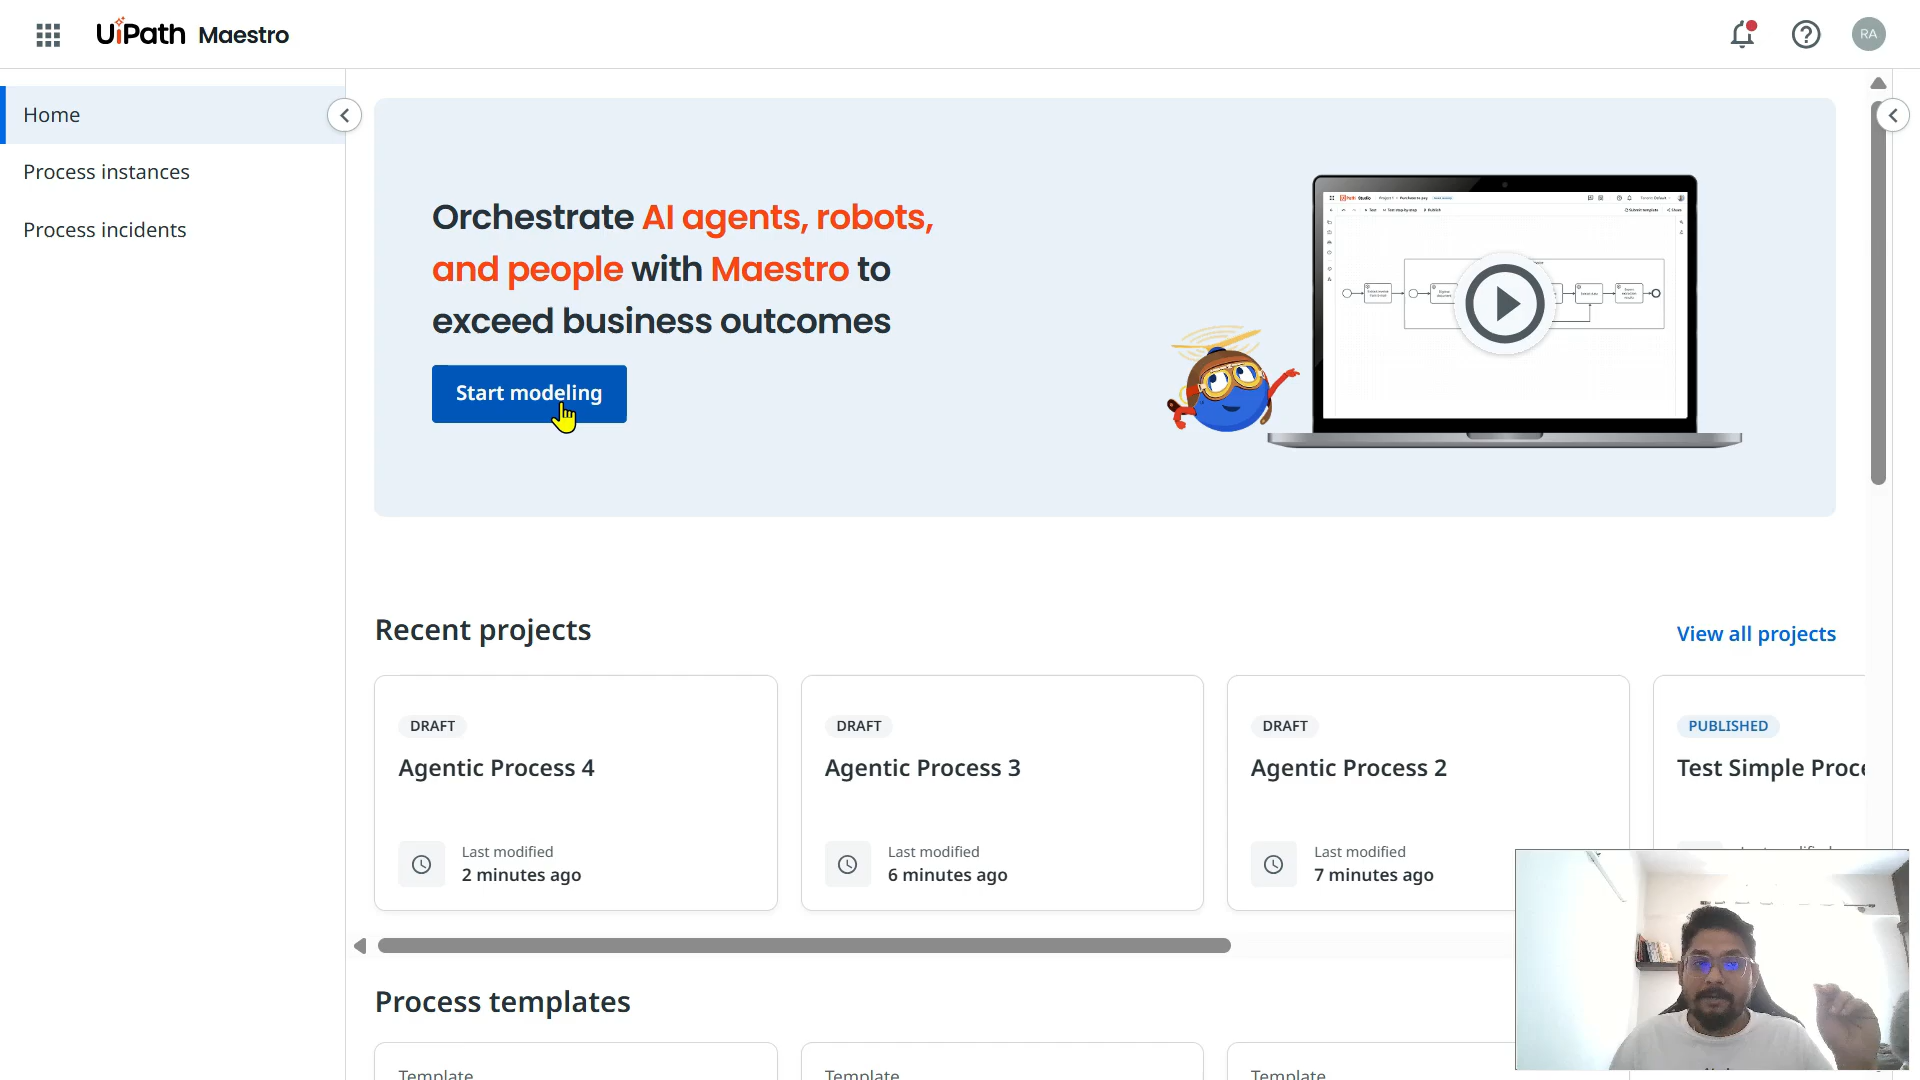 UiPath Maestro
RA
Home
Process instances
Process incidents
Orchestrate AI agents, robots,
and people with Maestro to
exceed business outcomes
Start modeling
Recent projects
View all projects
DRAFT
Agentic Process 4
Last modified
2 minutes ago
DRAFT
Agentic Process 3
Last modified
6 minutes ago
DRAFT
Agentic Process 2
Last modified
7 minutes ago
PUBLISHED
Test Simple Proce
Process templates
Template
Template
Template